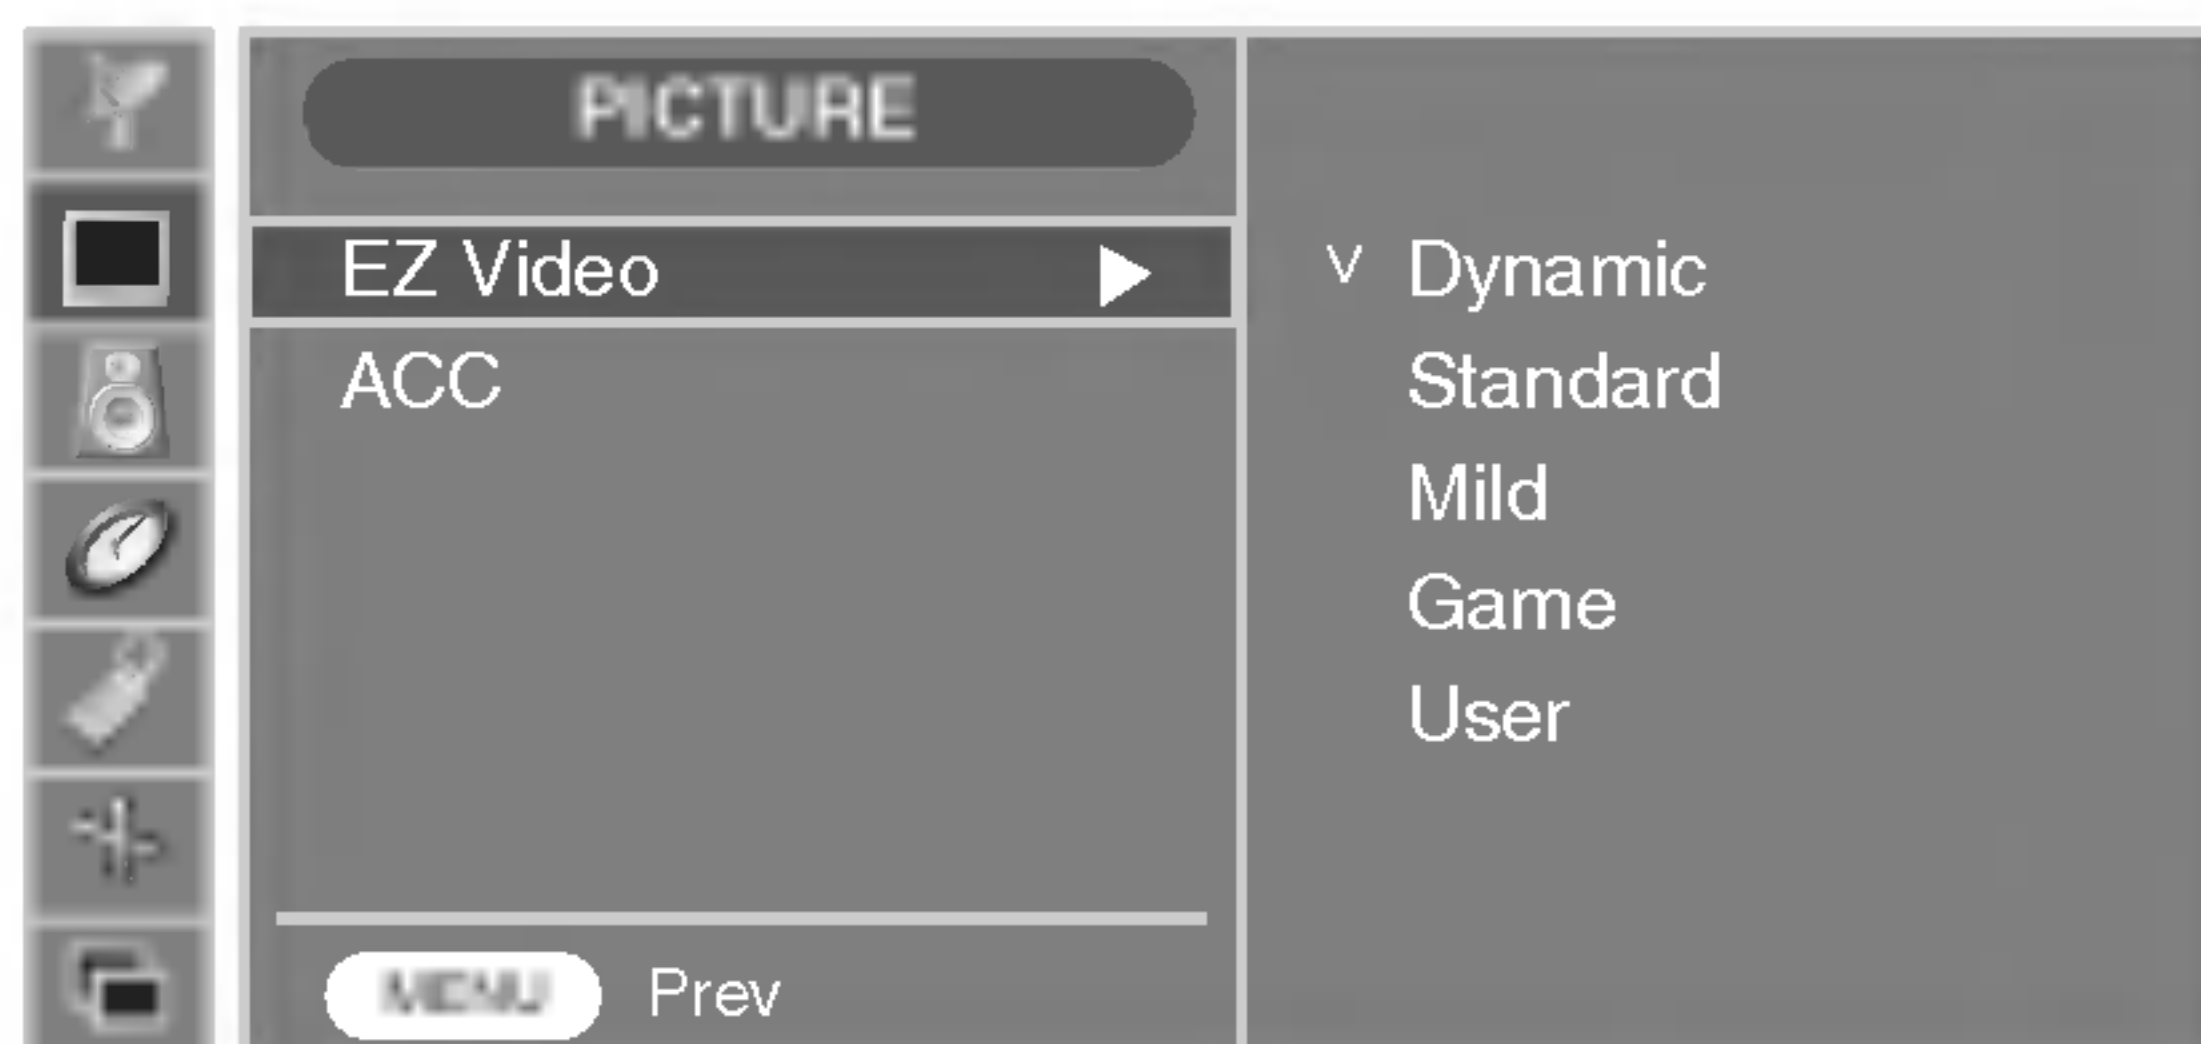 PICTURE
EZ Video ▶
ACC
V Dynamic
Standard
Mild
Game
User
MENU Prev